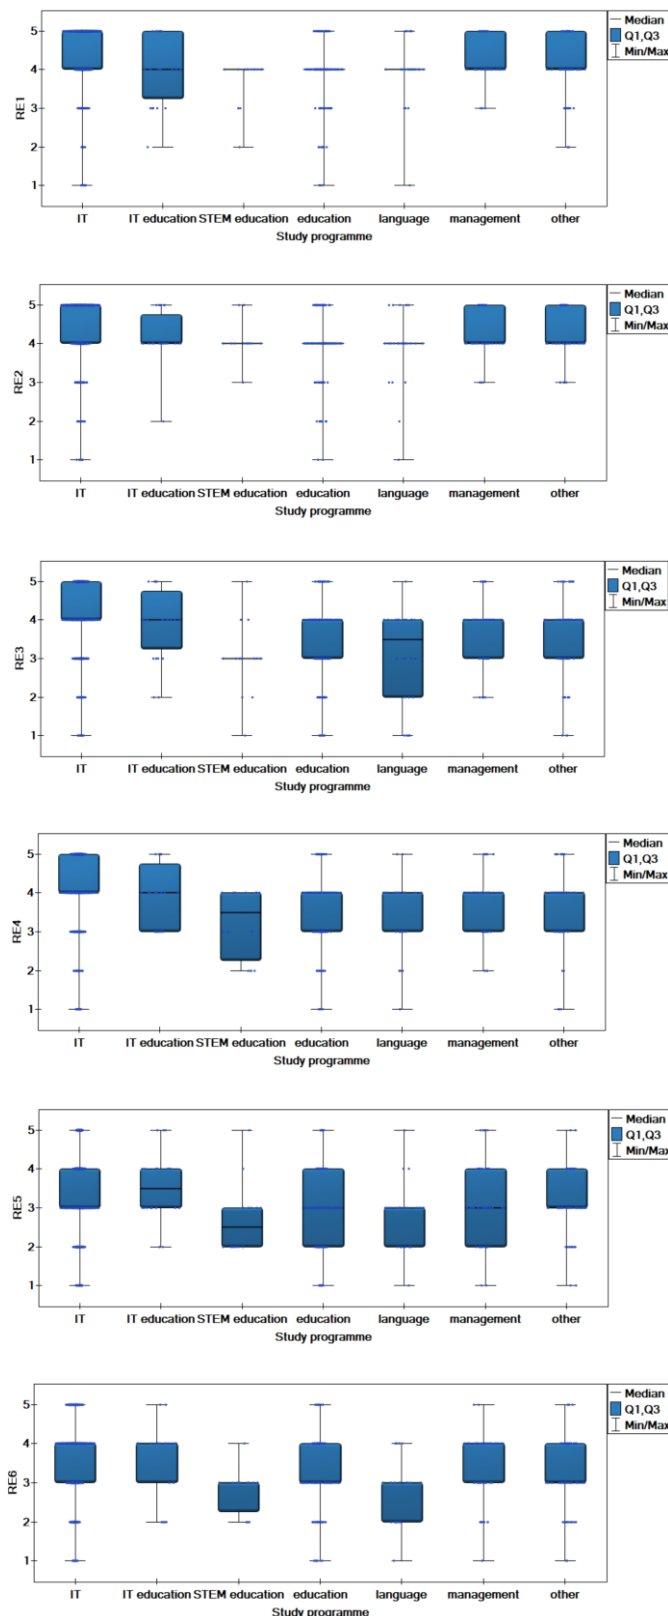 5
4
3
2
1
RE1
IT IT education STEM education education language management other
Study programme
Median
Q1,Q3
Min/Max
5
4
3
2
1
RE2
IT IT education STEM education education language management other
Study programme
Median
Q1,Q3
Min/Max
5
4
3
2
1
RE3
IT IT education STEM education education language management other
Study programme
Median
Q1,Q3
Min/Max
5
4
3
2
1
RE4
IT IT education STEM education education language management other
Study programme
Median
Q1,Q3
Min/Max
5
4
3
2
1
RE5
IT IT education STEM education education language management other
Study programme
Median
Q1,Q3
Min/Max
5
4
3
2
1
RE6
IT IT education STEM education education language management other
Study programme
Median
Q1,Q3
Min/Max